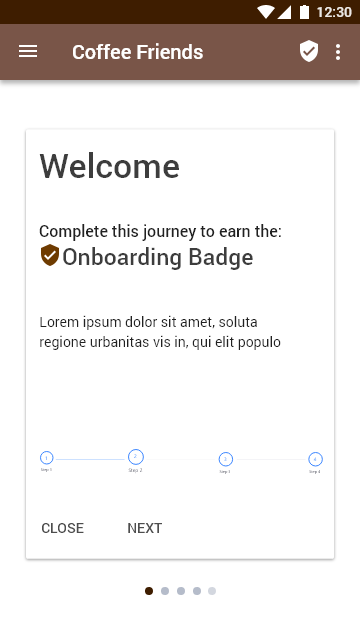 12:30
Coffee Friends
Welcome
Complete this journey to earn the:
Onboarding Badge
Lorem ipsum dolor sit amet, soluta
regione urbanitas vis in, qui elit populo
1 2 3 4
Step 1 Step 2 Step 3 Step 4
CLOSE NEXT